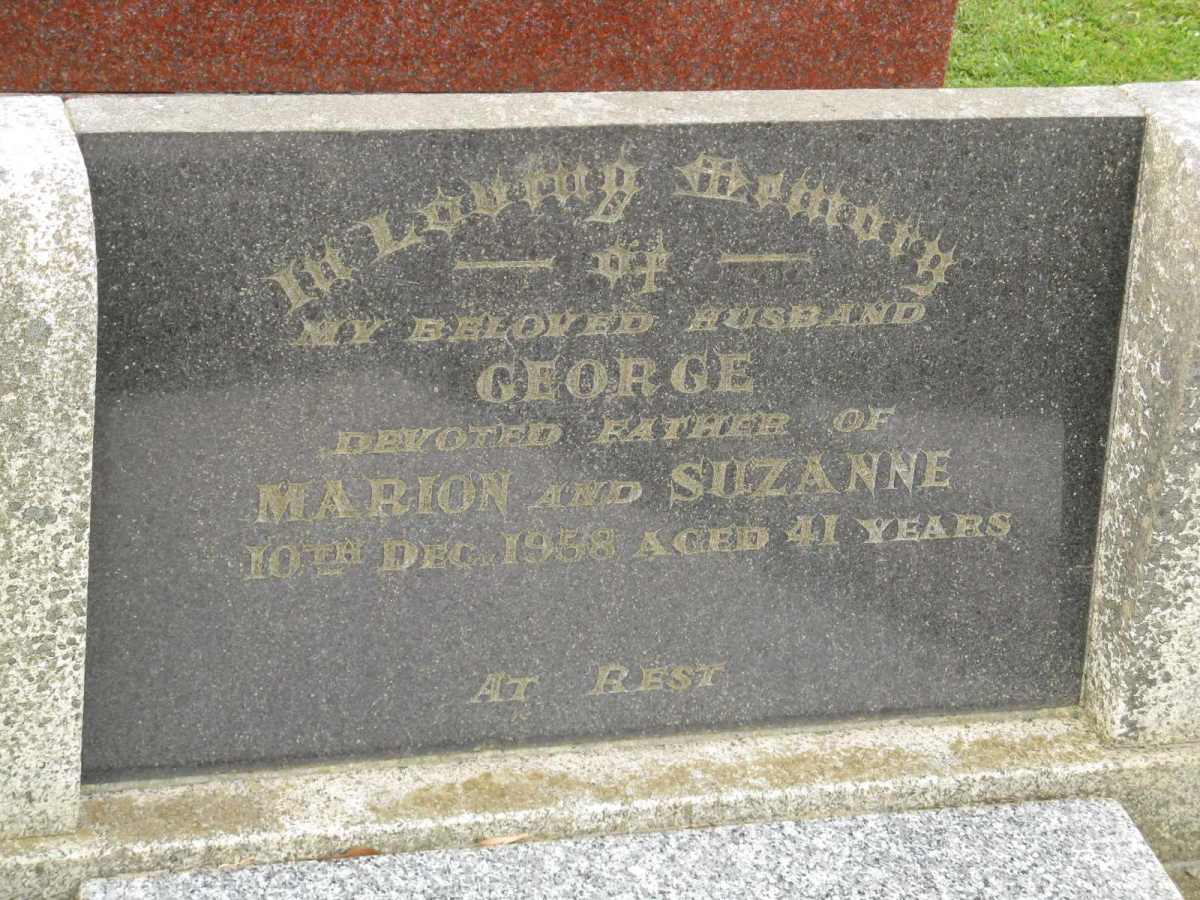 In Loving Memory
— of —
MY BELOVED HUSBAND
GEORGE
DEVOTED FATHER OF
MARION AND SUZANNE
10TH DEC. 1958 AGED 41 YEARS
AT REST